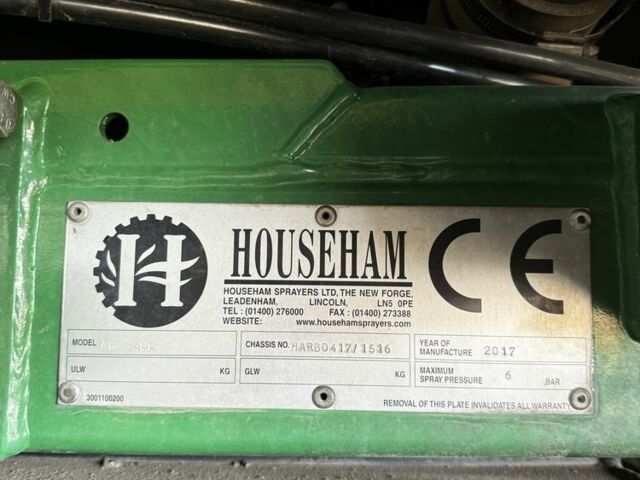 H
HOUSEHAM
CE
HOUSEHAM SPRAYERS LTD, THE NEW FORGE,
LEADENHAM, LINCOLN, LN5 0PE
TEL : (01400) 276000 FAX : (01400) 273388
WEBSITE: www.househamsprayers.com
MODEL
CHASSIS NO. HARB0417/1516
YEAR OF
MANUFACTURE 2017
ULW KG
GLW KG
MAXIMUM
SPRAY PRESSURE 6 BAR
3001100200
REMOVAL OF THIS PLATE INVALIDATES ALL WARRANTY